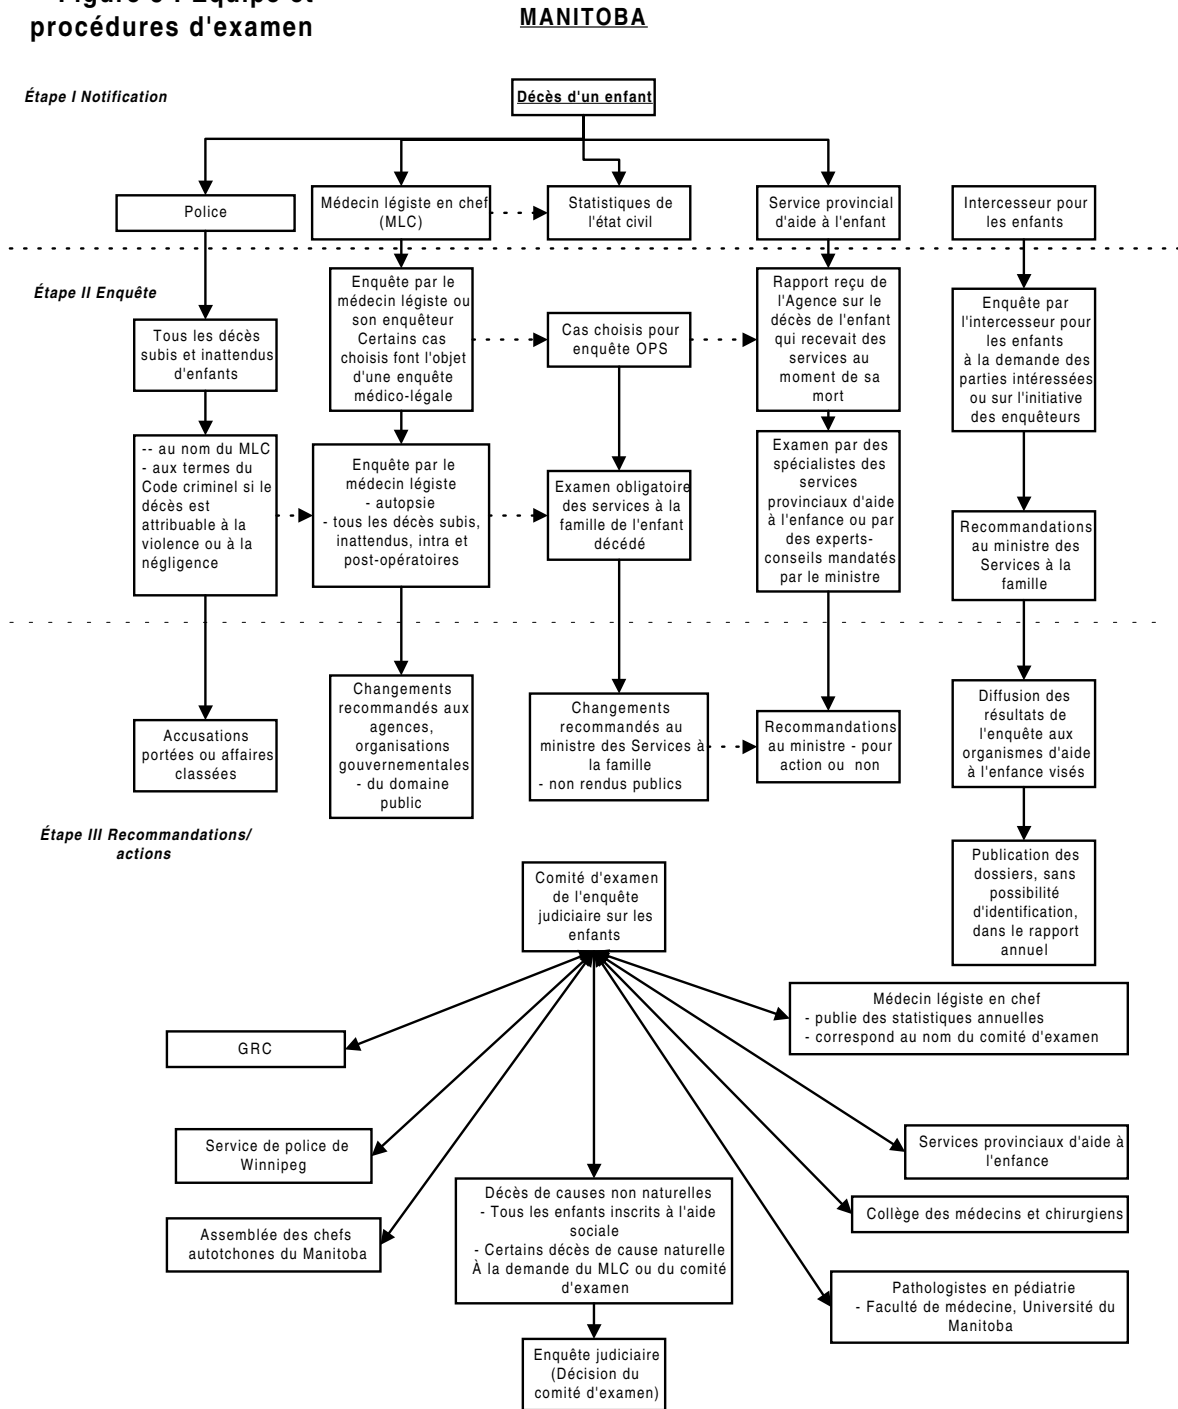 Figure 3 : Équipe et
procédures d'examen
MANITOBA
Étape I Notification
Décès d'un enfant
Police
Médecin légiste en chef
(MLC)
Statistiques de
l'état civil
Service provincial
d'aide à l'enfant
Intercesseur pour
les enfants
Étape II Enquête
Tous les décès
subis et inattendus
d'enfants
Enquête par le
médecin légiste ou
son enquêteur
Certains cas
choisis font l'objet
d'une enquête
médico-légale
Cas choisis pour
enquête OPS
Rapport reçu de
l'Agence sur le
décès de l'enfant
qui recevait des
services au
moment de sa
mort
Enquête par
l'intercesseur pour
les enfants
à la demande des
parties intéressées
ou sur l'initiative
des enquêteurs
-- au nom du MLC
- aux termes du
Code criminel si le
décès est
attribuable à la
violence ou à la
négligence
Enquête par le
médecin légiste
- autopsie
- tous les décès subis,
inattendus, intra et
post-opératoires
Examen obligatoire
des services à la
famille de l'enfant
décédé
Examen par des
spécialistes des
services
provinciaux d'aide
à l'enfance ou par
des experts-
conseils mandatés
par le ministre
Recommandations
au ministre des
Services à la
famille
Accusations
portées ou affaires
classées
Changements
recommandés aux
agences,
organisations
gouvernementales
- du domaine
public
Changements
recommandés au
ministre des Services à
la famille
- non rendus publics
Recommandations
au ministre - pour
action ou non
Diffusion des
résultats de
l'enquête aux
organismes d'aide
à l'enfance visés
Étape III Recommandations/
actions
Publication des
dossiers, sans
possibilité
d'identification,
dans le rapport
annuel
Comité d'examen
de l'enquête
judiciaire sur les
enfants
GRC
Médecin légiste en chef
- publie des statistiques annuelles
- correspond au nom du comité d'examen
Service de police de
Winnipeg
Services provinciaux d'aide à
l'enfance
Assemblée des chefs
autotchones du Manitoba
Décès de causes non naturelles
- Tous les enfants inscrits à l'aide
sociale
- Certains décès de cause naturelle
À la demande du MLC ou du comité
d'examen
Collège des médecins et chirurgiens
Pathologistes en pédiatrie
- Faculté de médecine, Université du
Manitoba
Enquête judiciaire
(Décision du
comité d'examen)